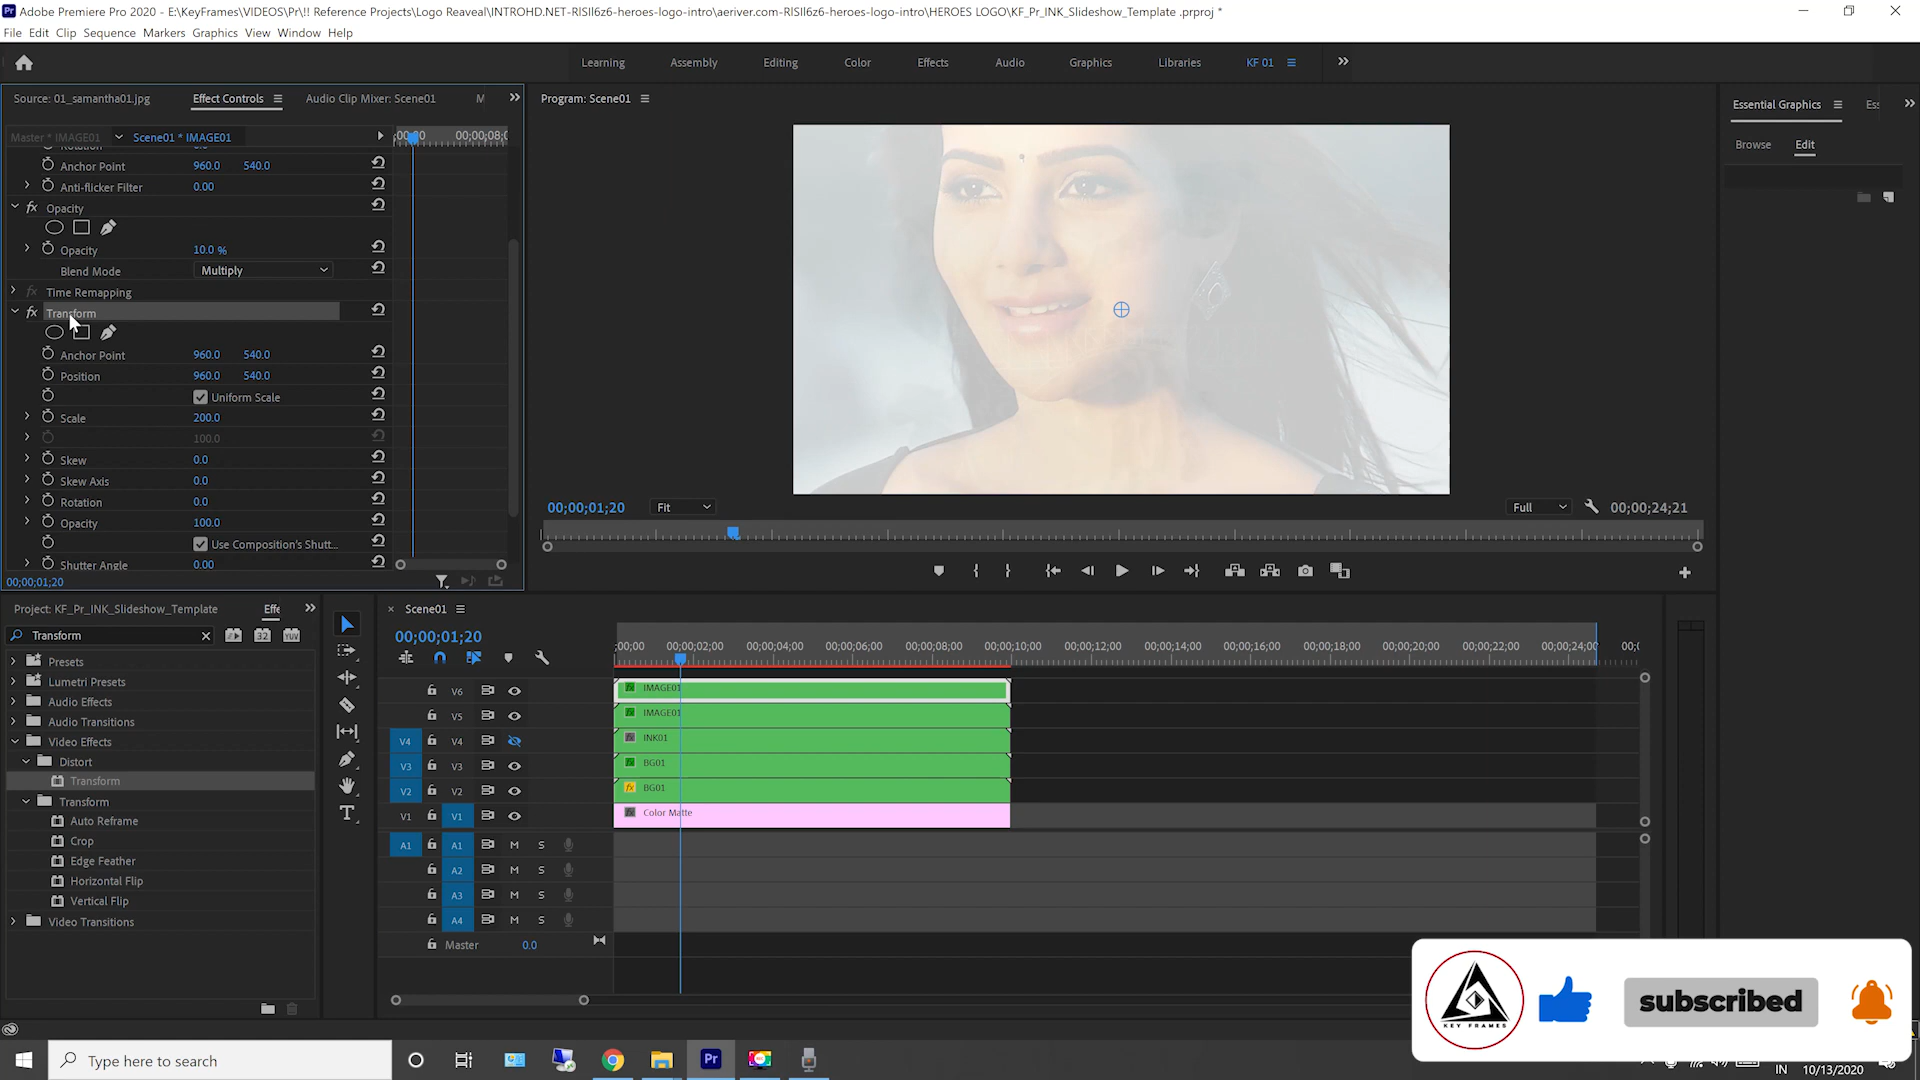 Adobe Premiere Pro 2020 - E:\KeyFrames\VIDEOS\Pr\!! Reference Projects\Logo Reaveal\INTROHD.NET-RlSIl6z6-heroes-logo-intro\aeriver.com-RlSIl6z6-heroes-logo-intro\HEROES LOGO\KF_Pr_INK_Slideshow_Template .prproj *
File Edit Clip Sequence Markers Graphics View Window Help
Learning Assembly Editing Color Effects Audio Graphics Libraries KF 01
Source: 01_samantha01.jpg Effect Controls Audio Clip Mixer: Scene01 M
Program: Scene01
Essential Graphics
Browse Edit
Master * IMAGE01 Scene01 * IMAGE01
Anchor Point 960.0 540.0
Anti-flicker Filter 0.00
fx Opacity
Opacity 10.0 %
Blend Mode Multiply
fx Time Remapping
fx Transform
Anchor Point 960.0 540.0
Position 960.0 540.0
Uniform Scale
Scale 200.0
100.0
Skew 0.0
Skew Axis 0.0
Rotation 0.0
Opacity 100.0
Use Composition's Shutt...
Shutter Angle 0.00
00;00;01;20
00;00;01;20 Fit Full 00;00;24;21
Project: KF_Pr_INK_Slideshow_Template Effe
Transform
Presets
Lumetri Presets
Audio Effects
Audio Transitions
Video Effects
Distort
Transform
Transform
Auto Reframe
Crop
Edge Feather
Horizontal Flip
Vertical Flip
Video Transitions
Scene01
00;00;01;20
;00;00 00;00;02;00 00;00;04;00 00;00;06;00 00;00;08;00 00;00;10;00 00;00;12;00 00;00;14;00 00;00;16;00 00;00;18;00 00;00;20;00 00;00;22;00 00;00;24;00
V6 IMAGE01
V5 IMAGE01
V4 V4 INK01
V3 V3 BG01
V2 V2 BG01
V1 V1 Color Matte
A1 A1 M S
A2 M S
A3 M S
A4 M S
Master 0.0
KEY FRAMES
subscribed
Type here to search
Pr
IN 10/13/2020